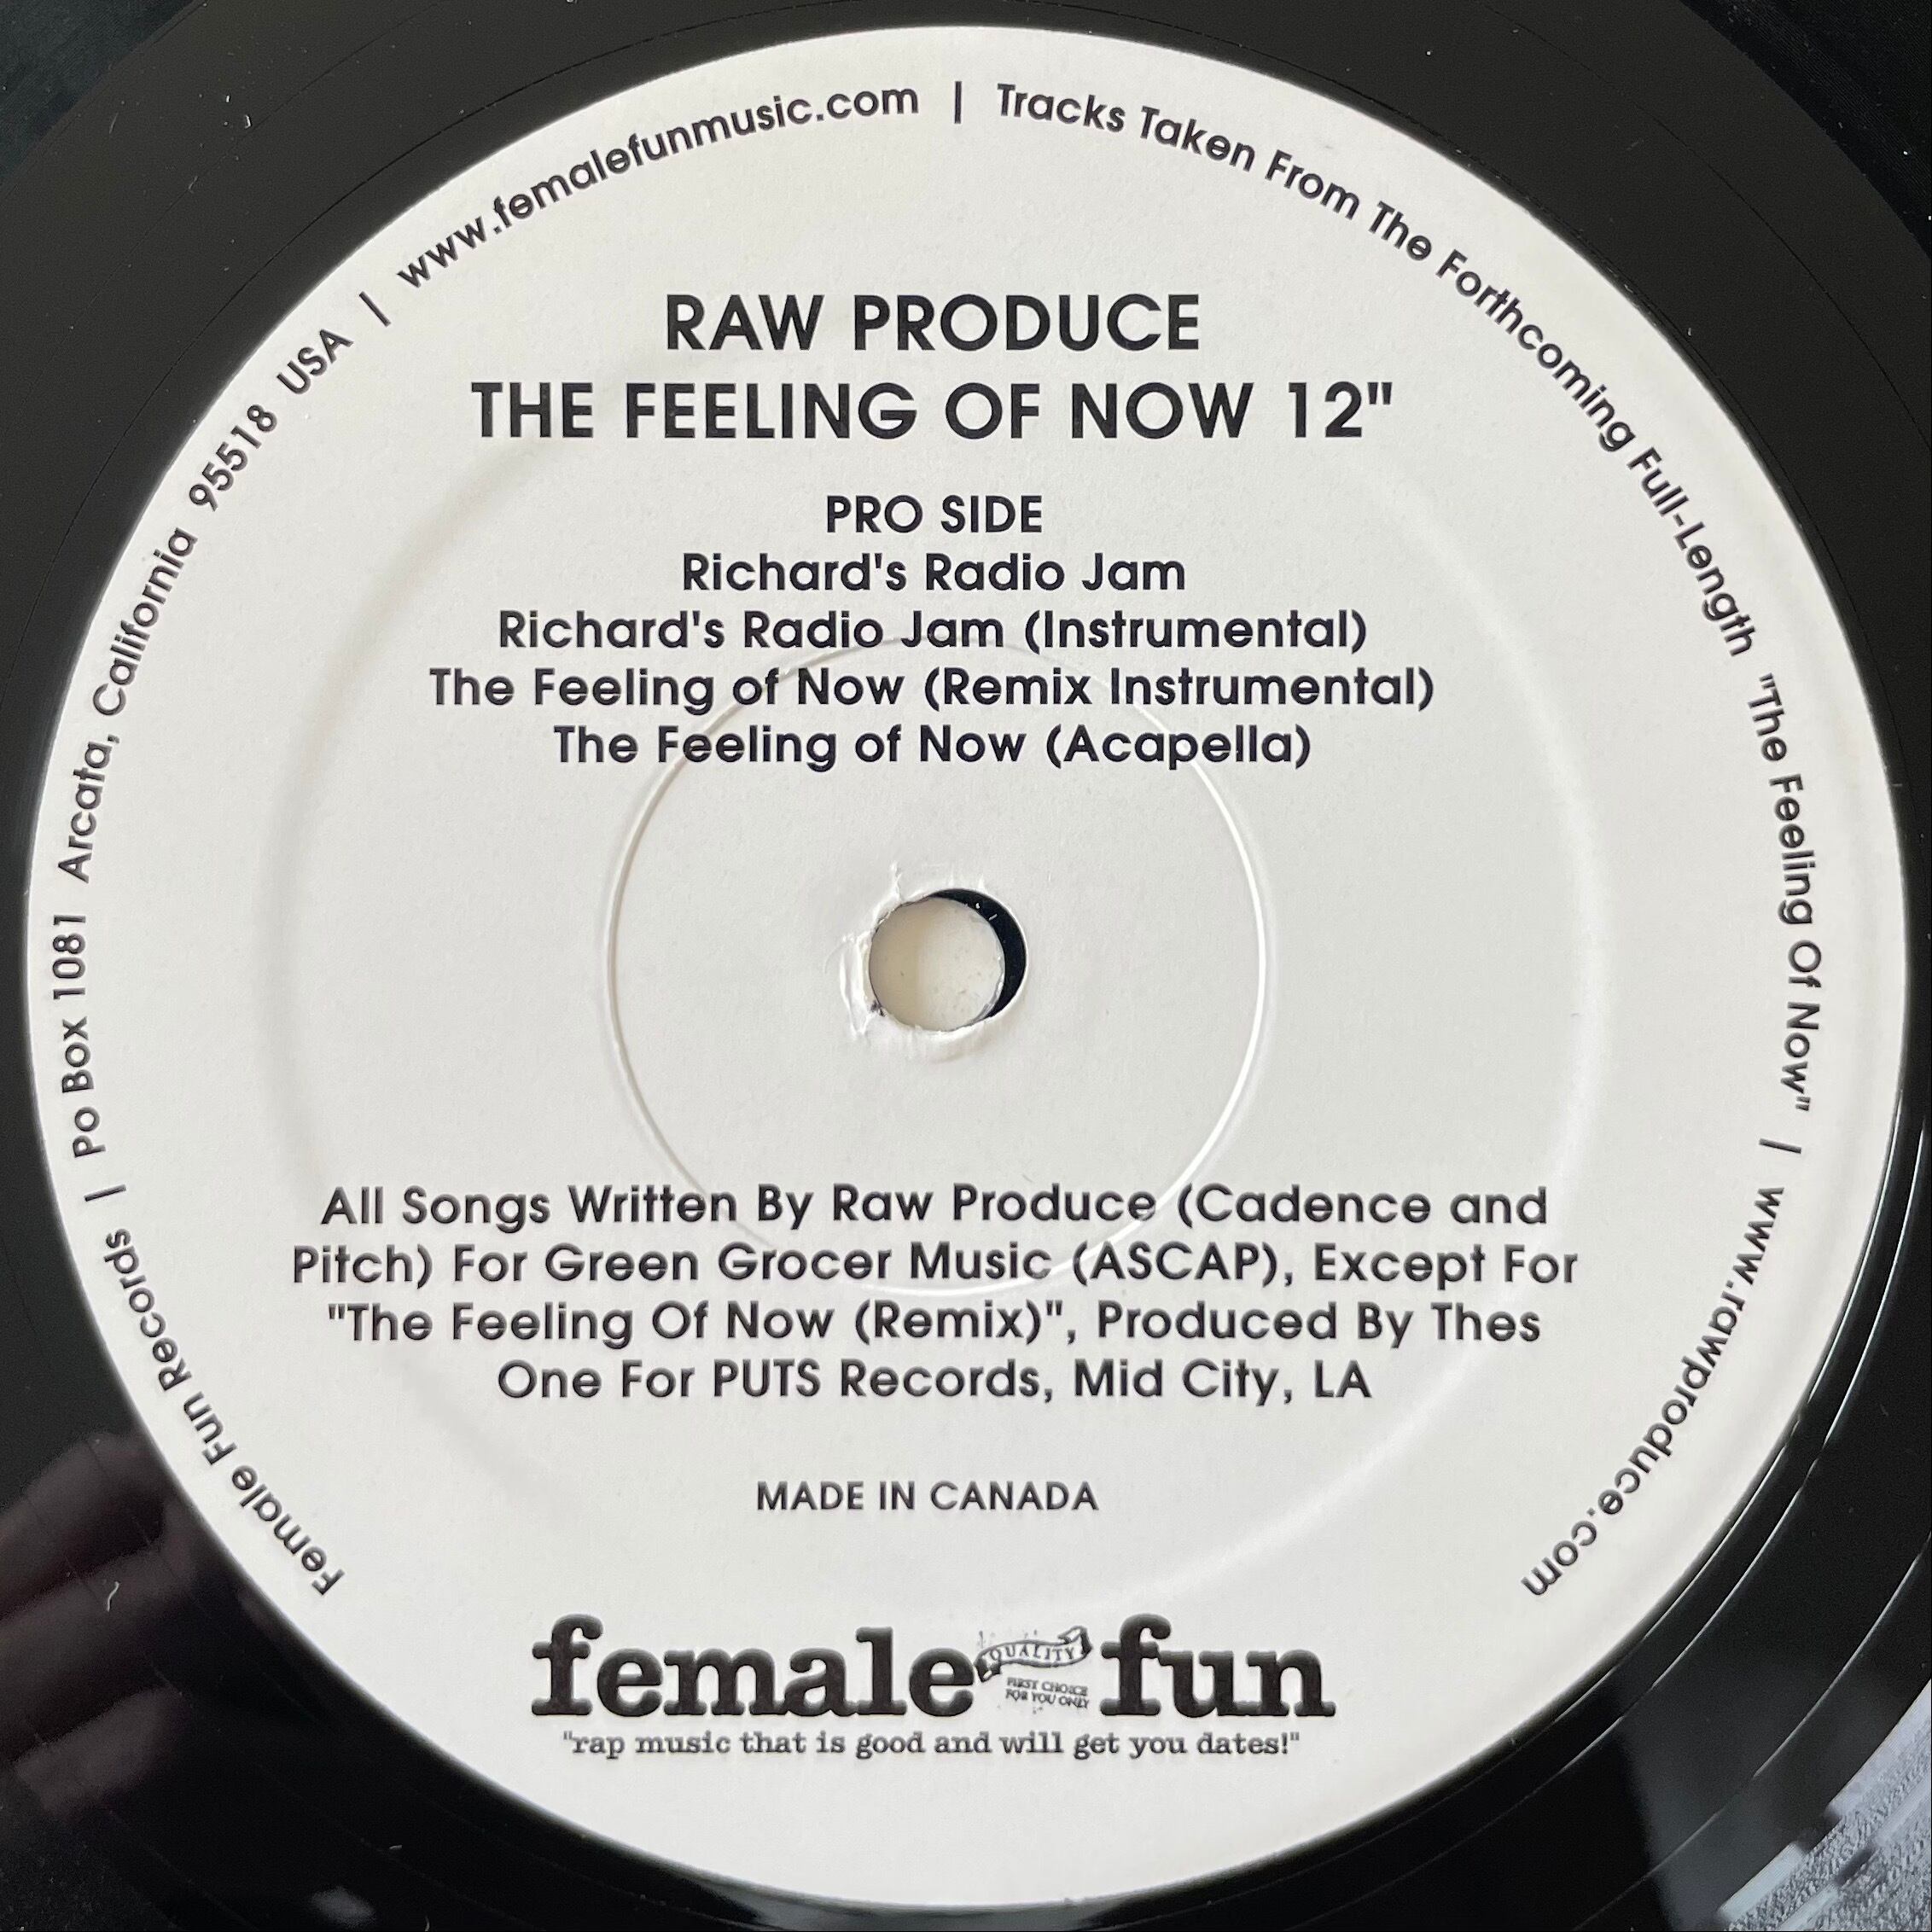 Female Fun Records | Po Box 1081 Arcata, California 95518 USA | www.femalefunmusic.com | Tracks Taken From The Forthcoming Full-Length "The Feeling Of Now" | www.rawproduce.com
RAW PRODUCE
THE FEELING OF NOW 12"
PRO SIDE
Richard's Radio Jam
Richard's Radio Jam (Instrumental)
The Feeling of Now (Remix Instrumental)
The Feeling of Now (Acapella)
All Songs Written By Raw Produce (Cadence and
Pitch) For Green Grocer Music (ASCAP), Except For
"The Feeling Of Now (Remix)", Produced By Thes
One For PUTS Records, Mid City, LA
MADE IN CANADA
female fun
QUALITY
FIRST CHOICE
FOR YOU ONLY
"rap music that is good and will get you dates!"